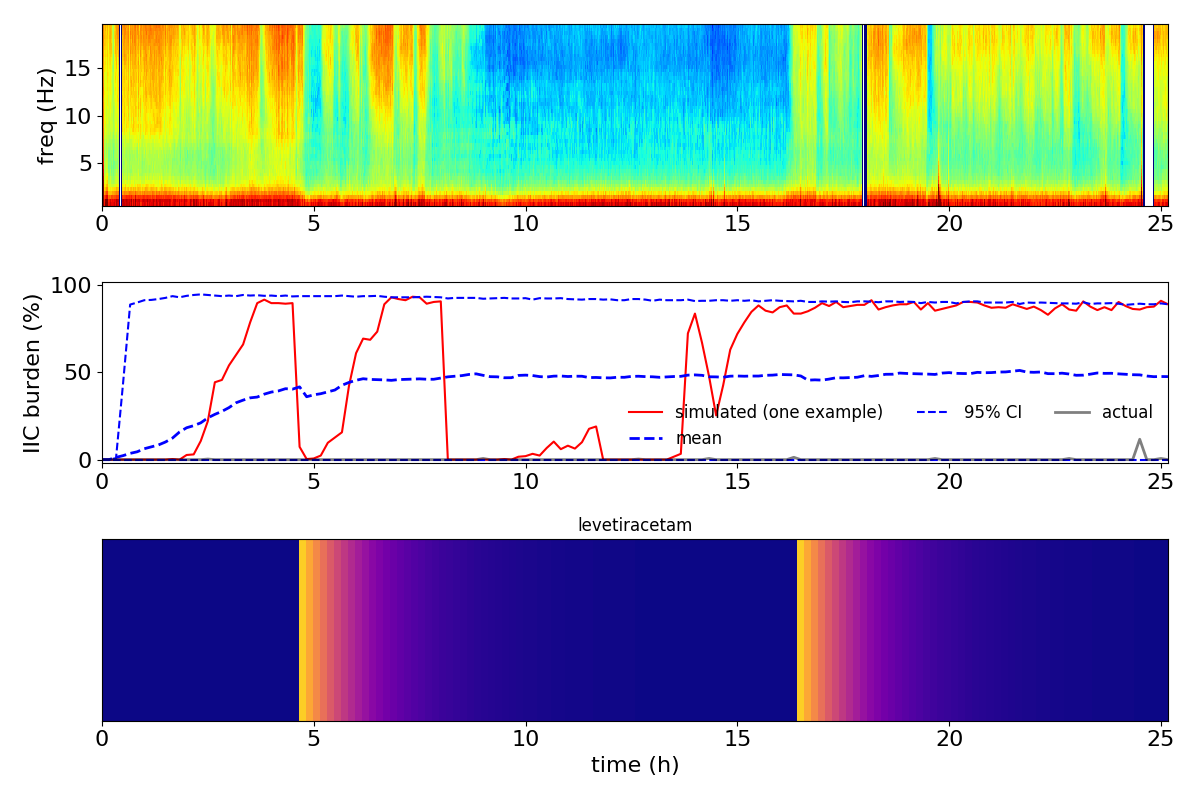 freq (Hz)
15
10
5
0 5 10 15 20 25
IIC burden (%)
100
50
0
simulated (one example) 95% CI actual
mean
0 5 10 15 20 25
levetiracetam
0 5 10 15 20 25
time (h)